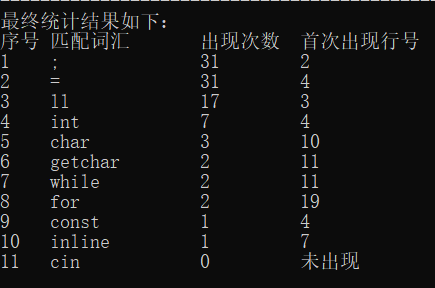 最终统计结果如下：
序号 匹配词汇 出现次数 首次出现行号
1 ; 31 2
2 = 31 4
3 ll 17 3
4 int 7 4
5 char 3 10
6 getchar 2 11
7 while 2 11
8 for 2 19
9 const 1 4
10 inline 1 7
11 cin 0 未出现